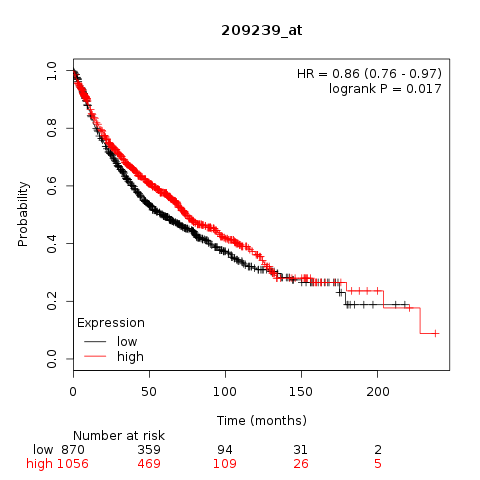 209239_at
HR = 0.86 (0.76 - 0.97)
logrank P = 0.017
Probability
1.0
0.8
0.6
0.4
0.2
0.0
Expression
low
high
0 50 100 150 200
Time (months)
Number at risk
low 870 359 94 31 2
high 1056 469 109 26 5